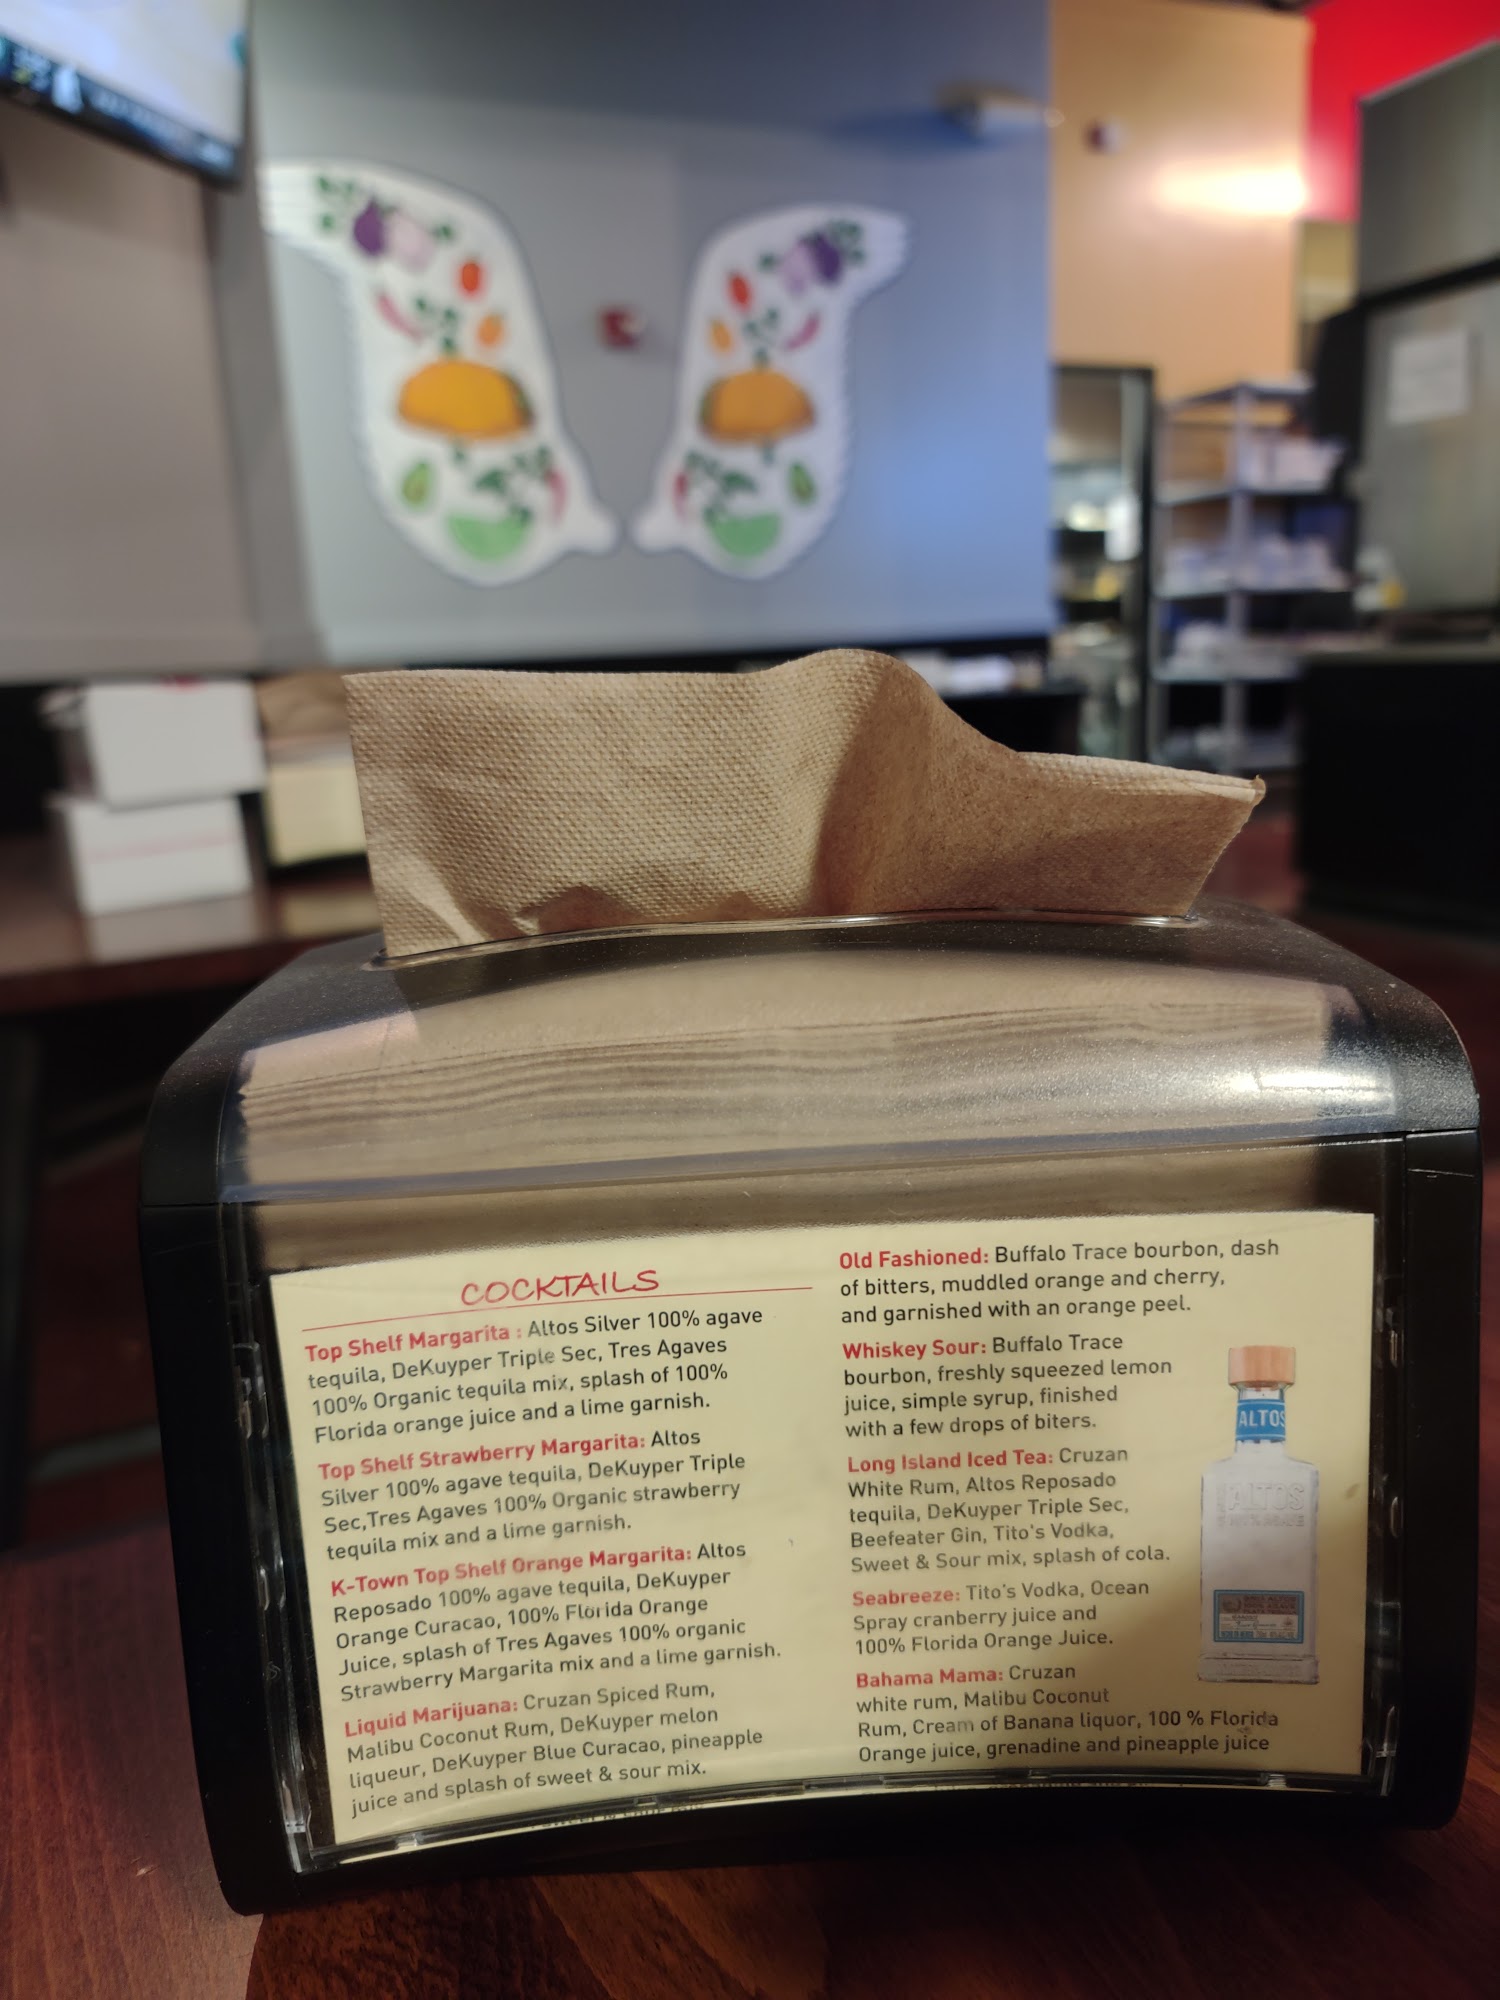 COCKTAILS
Top Shelf Margarita : Altos Silver 100% agave
tequila, DeKuyper Triple Sec, Tres Agaves
100% Organic tequila mix, splash of 100%
Florida orange juice and a lime garnish.
Top Shelf Strawberry Margarita: Altos
Silver 100% agave tequila, DeKuyper Triple
Sec,Tres Agaves 100% Organic strawberry
tequila mix and a lime garnish.
K-Town Top Shelf Orange Margarita: Altos
Reposado 100% agave tequila, DeKuyper
Orange Curacao, 100% Florida Orange
Juice, splash of Tres Agaves 100% organic
Strawberry Margarita mix and a lime garnish.
Liquid Marijuana: Cruzan Spiced Rum,
Malibu Coconut Rum, DeKuyper melon
liqueur, DeKuyper Blue Curacao, pineapple
juice and splash of sweet & sour mix.
Old Fashioned: Buffalo Trace bourbon, dash
of bitters, muddled orange and cherry,
and garnished with an orange peel.
Whiskey Sour: Buffalo Trace
bourbon, freshly squeezed lemon
juice, simple syrup, finished
with a few drops of biters.
Long Island Iced Tea: Cruzan
White Rum, Altos Reposado
tequila, DeKuyper Triple Sec,
Beefeater Gin, Tito's Vodka,
Sweet & Sour mix, splash of cola.
Seabreeze: Tito's Vodka, Ocean
Spray cranberry juice and
100% Florida Orange Juice.
Bahama Mama: Cruzan
white rum, Malibu Coconut
Rum, Cream of Banana liquor, 100 % Florida
Orange juice, grenadine and pineapple juice
ALTOS
ALTOS